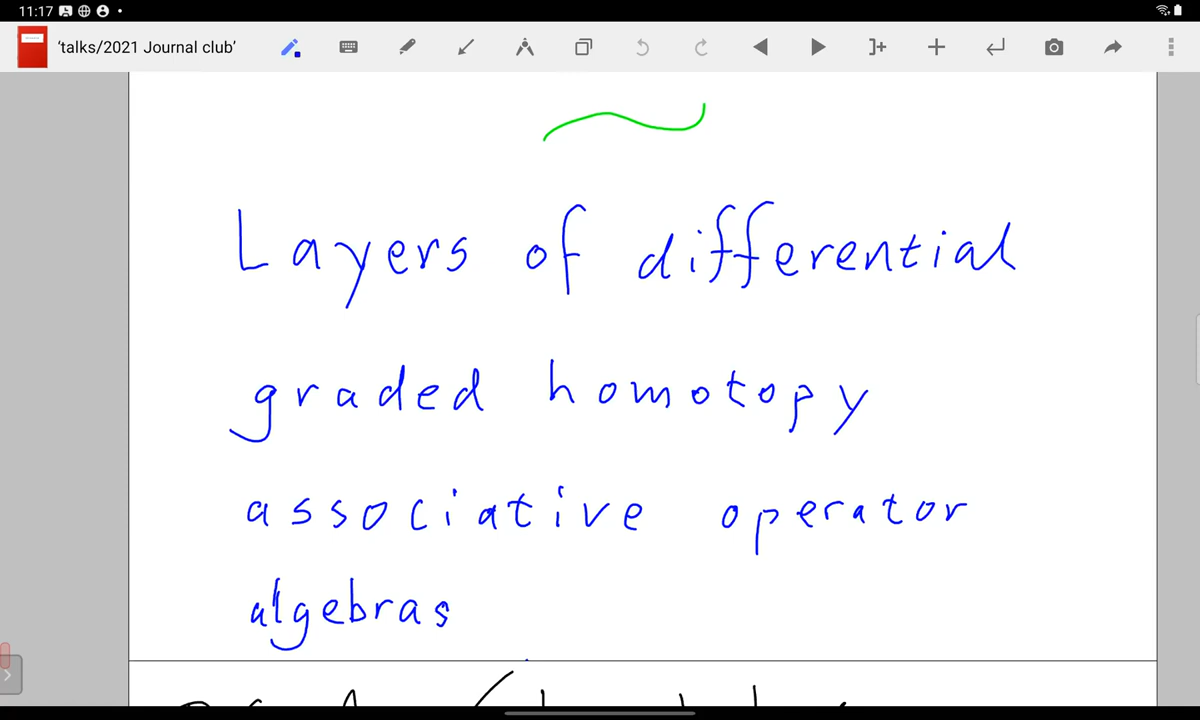 11:17
'talks/2021 Journal club'
Layers of differential
graded homotopy
associative operator
algebras